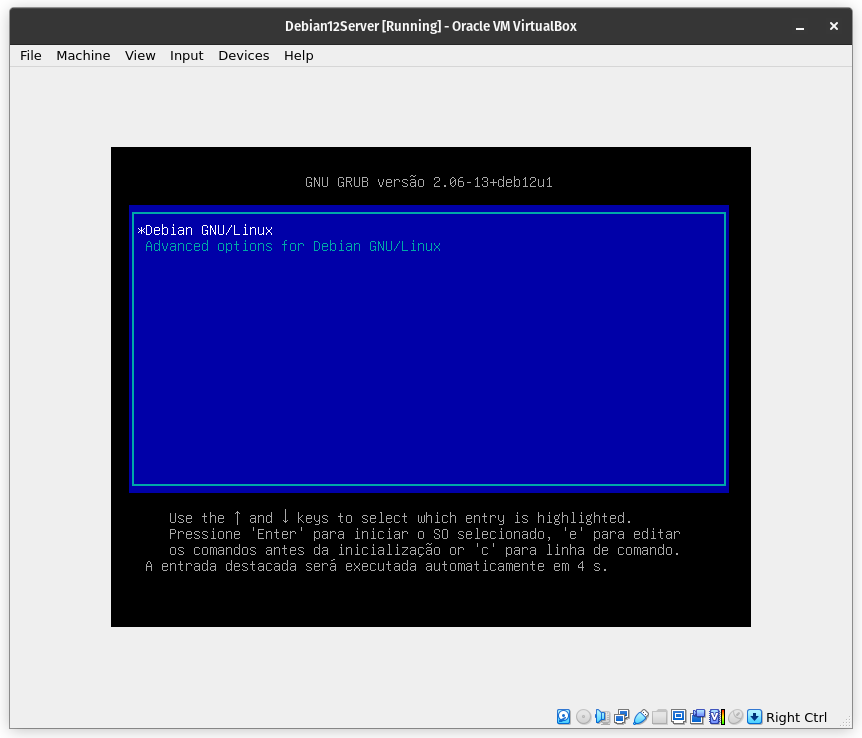 Debian12Server [Running] - Oracle VM VirtualBox
File Machine View Input Devices Help
GNU GRUB versão 2.06-13+deb12u1
*Debian GNU/Linux
Advanced options for Debian GNU/Linux
Use the ↑ and ↓ keys to select which entry is highlighted.
Pressione 'Enter' para iniciar o SO selecionado, 'e' para editar
os comandos antes da inicialização or 'c' para linha de comando.
A entrada destacada será executada automaticamente em 4 s.
Right Ctrl